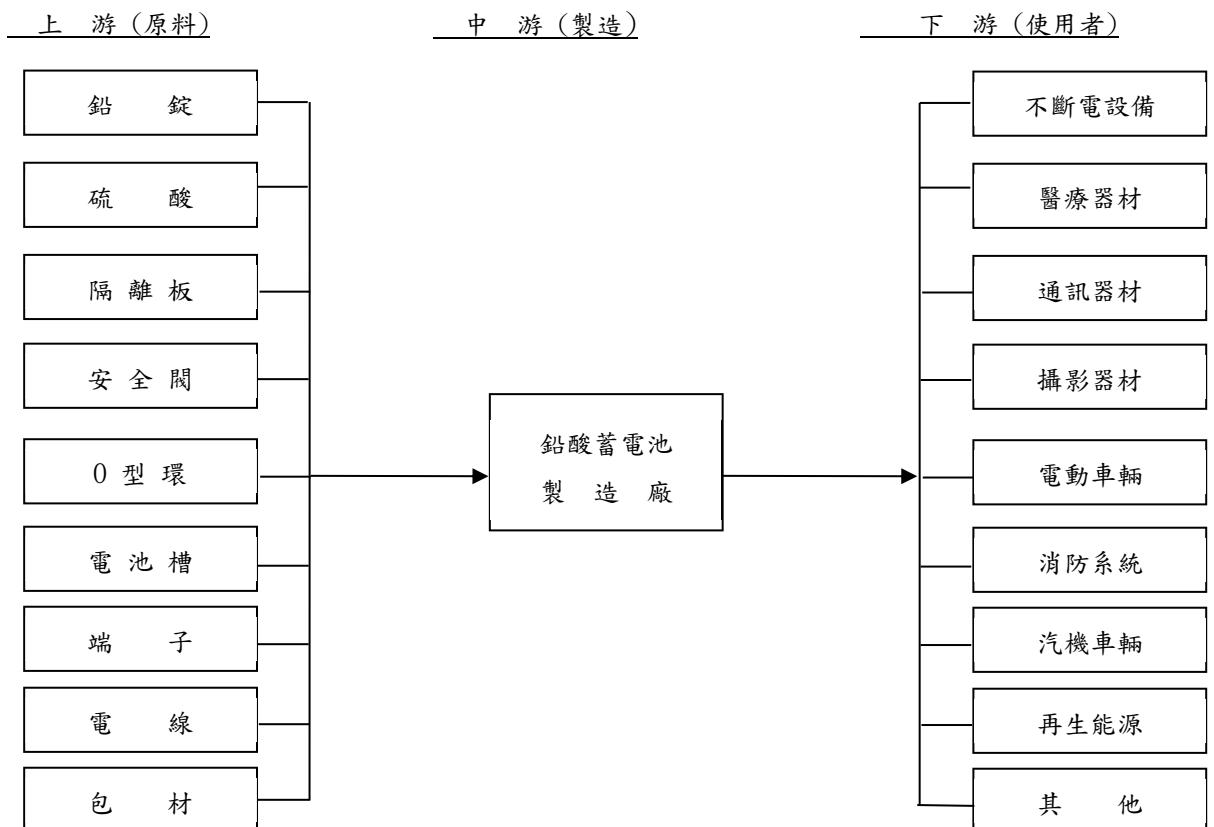 上　游（原料）
中　游（製造）
下　游（使用者）
鉛　錠
硫　酸
隔 離 板
安 全 閥
O 型 環
電 池 槽
端　子
電　線
包　材
鉛酸蓄電池
製 造 廠
不斷電設備
醫療器材
通訊器材
攝影器材
電動車輛
消防系統
汽機車輛
再生能源
其　他